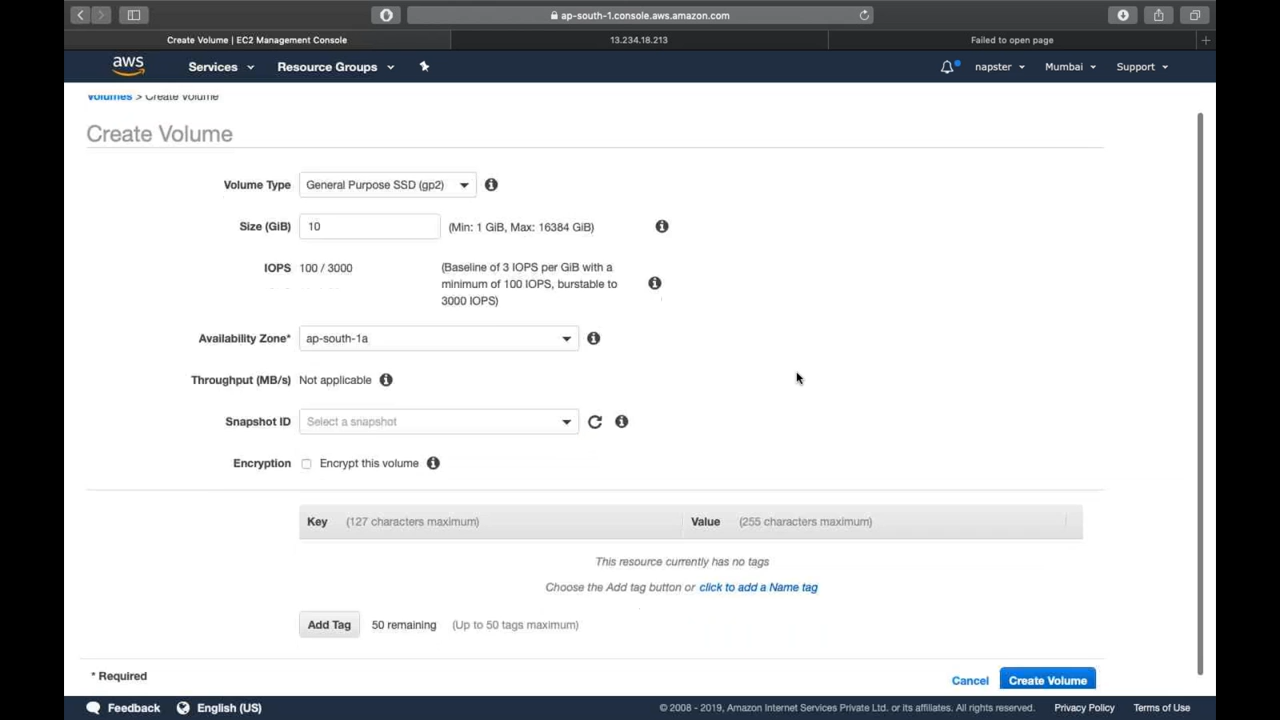 ap-south-1.console.aws.amazon.com
Create Volume | EC2 Management Console
13.234.18.213
Failed to open page
aws
Services
Resource Groups
napster
Mumbai
Support
Volumes > Create Volume
Create Volume
Volume Type
General Purpose SSD (gp2)
Size (GiB)
10
(Min: 1 GiB, Max: 16384 GiB)
IOPS
100 / 3000
(Baseline of 3 IOPS per GiB with a
minimum of 100 IOPS, burstable to
3000 IOPS)
Availability Zone*
ap-south-1a
Throughput (MB/s)
Not applicable
Snapshot ID
Select a snapshot
Encryption
Encrypt this volume
Key
(127 characters maximum)
Value
(255 characters maximum)
This resource currently has no tags
Choose the Add tag button or click to add a Name tag
Add Tag
50 remaining
(Up to 50 tags maximum)
* Required
Cancel
Create Volume
Feedback
English (US)
© 2008 - 2019, Amazon Internet Services Private Ltd. or its affiliates. All rights reserved.
Privacy Policy
Terms of Use